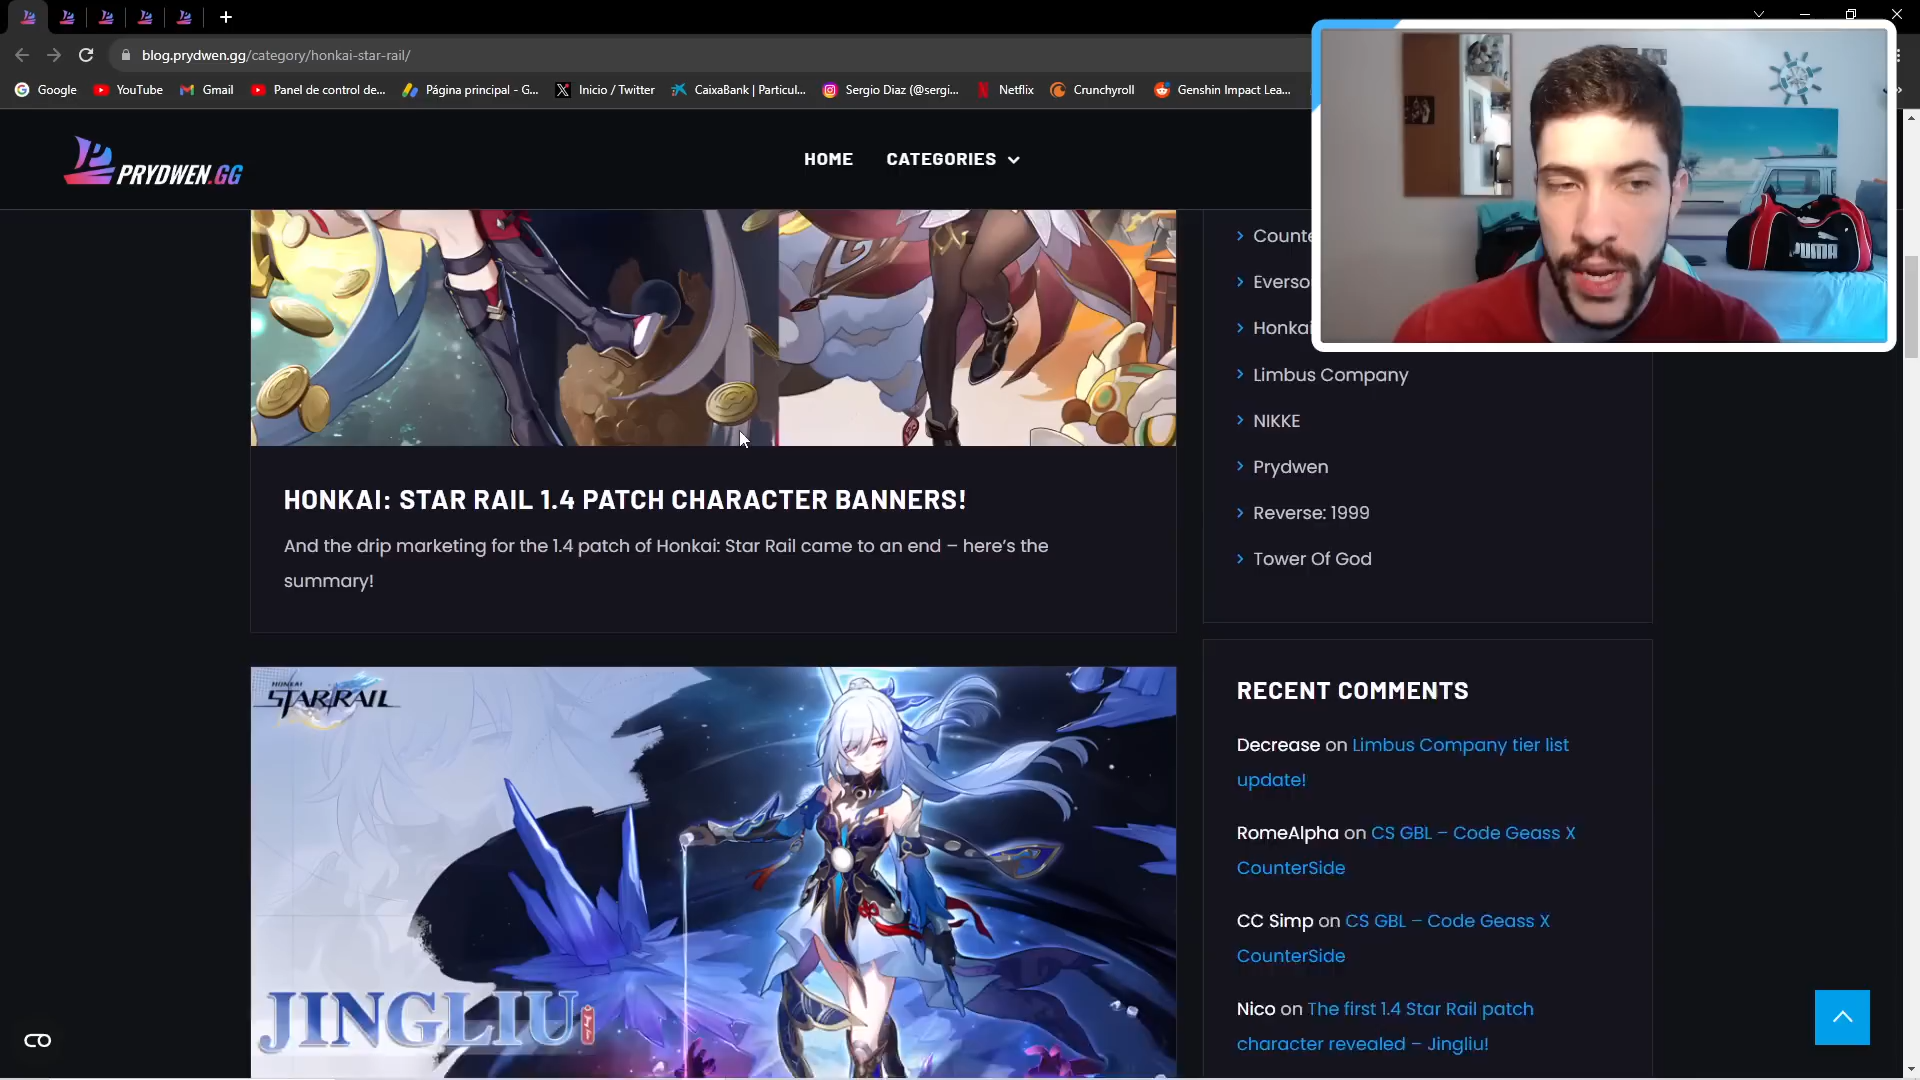 blog.prydwen.gg/category/honkai-star-rail/
Google
YouTube
Gmail
Panel de control de...
Página principal - G...
Inicio / Twitter
CaixaBank | Particul...
Sergio Diaz (@sergi...
Netflix
Crunchyroll
Genshin Impact Lea...
PRYDWEN.GG
HOME
CATEGORIES
HONKAI: STAR RAIL 1.4 PATCH CHARACTER BANNERS!
And the drip marketing for the 1.4 patch of Honkai: Star Rail came to an end – here's the
summary!
HONKAI
STAR RAIL
JINGLIU
Counte
Everso
Honkai
Limbus Company
NIKKE
Prydwen
Reverse: 1999
Tower Of God
RECENT COMMENTS
Decrease on Limbus Company tier list
update!
RomeAlpha on CS GBL – Code Geass X
CounterSide
CC Simp on CS GBL – Code Geass X
CounterSide
Nico on The first 1.4 Star Rail patch
character revealed – Jingliu!
PUMA